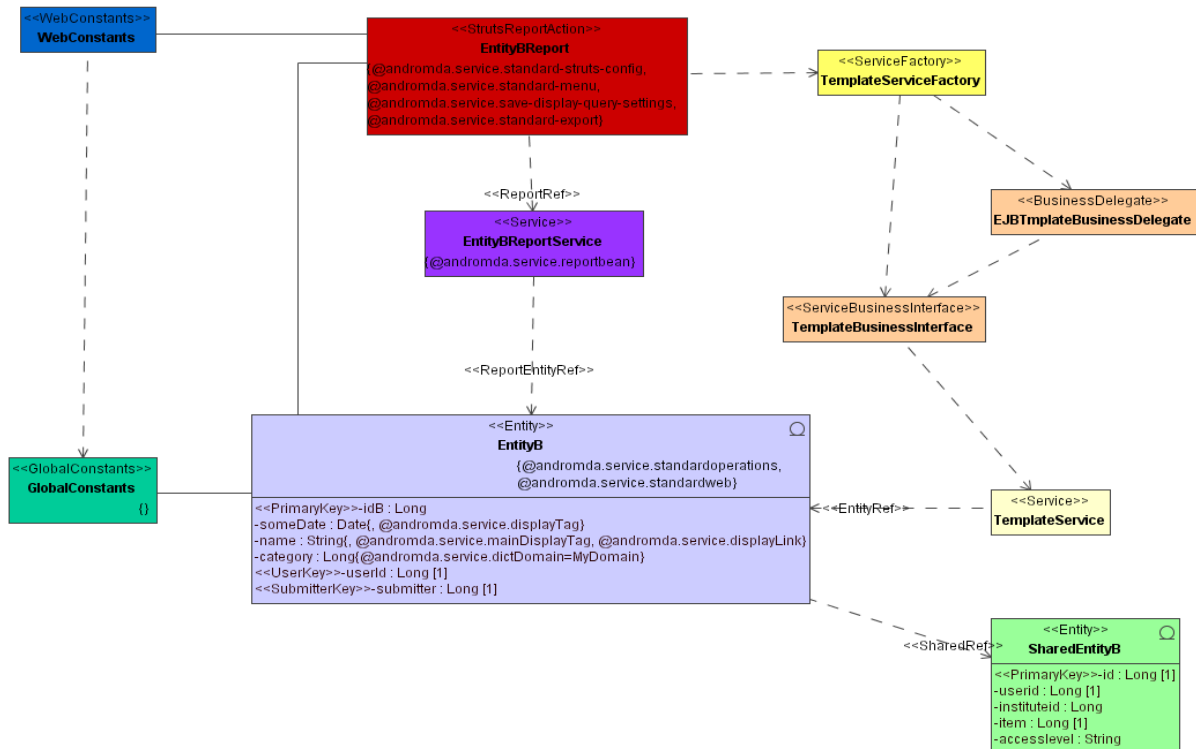 <<WebConstants>>
WebConstants
<<StrutsReportAction>>
EntityBReport
{@andromda.service.standard-struts-config,
@andromda.service.standard-menu,
@andromda.service.save-display-query-settings,
@andromda.service.standard-export}
<<ServiceFactory>>
TemplateServiceFactory
<<ReportRef>>
<<BusinessDelegate>>
EJBTmplateBusinessDelegate
<<Service>>
EntityBReportService
{@andromda.service.reportbean}
<<ServiceBusinessInterface>>
TemplateBusinessInterface
<<ReportEntityRef>>
<<Entity>>
EntityB
{@andromda.service.standardoperations,
@andromda.service.standardweb}
<<PrimaryKey>>-idB : Long
-someDate : Date{, @andromda.service.displayTag}
-name : String{, @andromda.service.mainDisplayTag, @andromda.service.displayLink}
-category : Long{@andromda.service.dictDomain=MyDomain}
<<UserKey>>-userId : Long [1]
<<SubmitterKey>>-submitter : Long [1]
<<GlobalConstants>>
GlobalConstants
{}
<<EntityRef>>
<<Service>>
TemplateService
<<SharedRef>>
<<Entity>>
SharedEntityB
<<PrimaryKey>>-id : Long [1]
-userid : Long [1]
-instituteid : Long
-item : Long [1]
-accesslevel : String